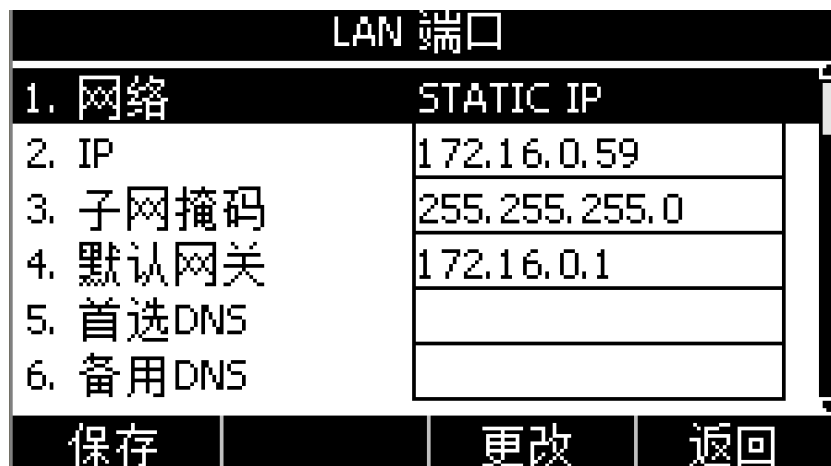 LAN 端口
1. 网络 STATIC IP
2. IP 172.16.0.59
3. 子网掩码 255.255.255.0
4. 默认网关 172.16.0.1
5. 首选DNS
6. 备用DNS
保存 更改 返回